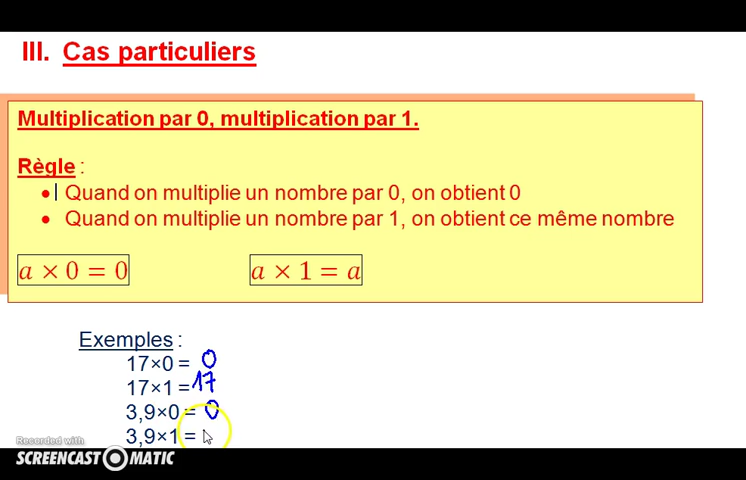 III. Cas particuliers
Multiplication par 0, multiplication par 1.
Règle :
• Quand on multiplie un nombre par 0, on obtient 0
• Quand on multiplie un nombre par 1, on obtient ce même nombre
a × 0 = 0 a × 1 = a
Exemples :
17×0 = 0
17×1 = 17
3,9×0 = 0
3,9×1 =
Recorded with
SCREENCAST O MATIC